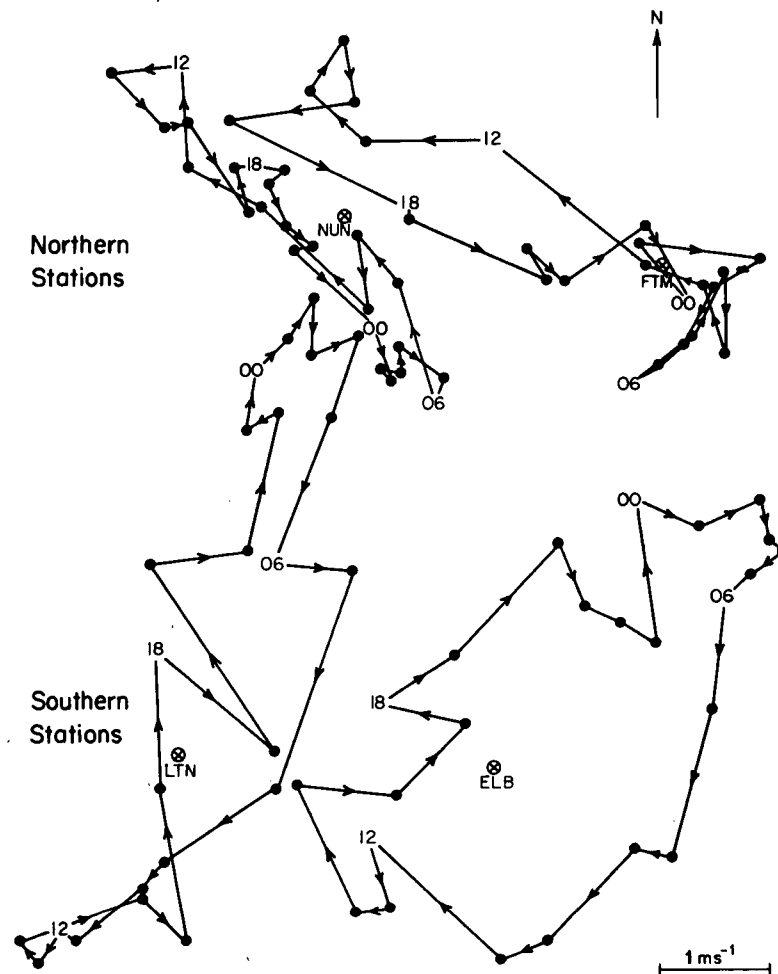 N
12
12
18
18
NUN
Northern
Stations
FTM
00
00
00
06
06
00
06
06
18
18
Southern
Stations
LTN
ELB
12
12
1 ms⁻¹